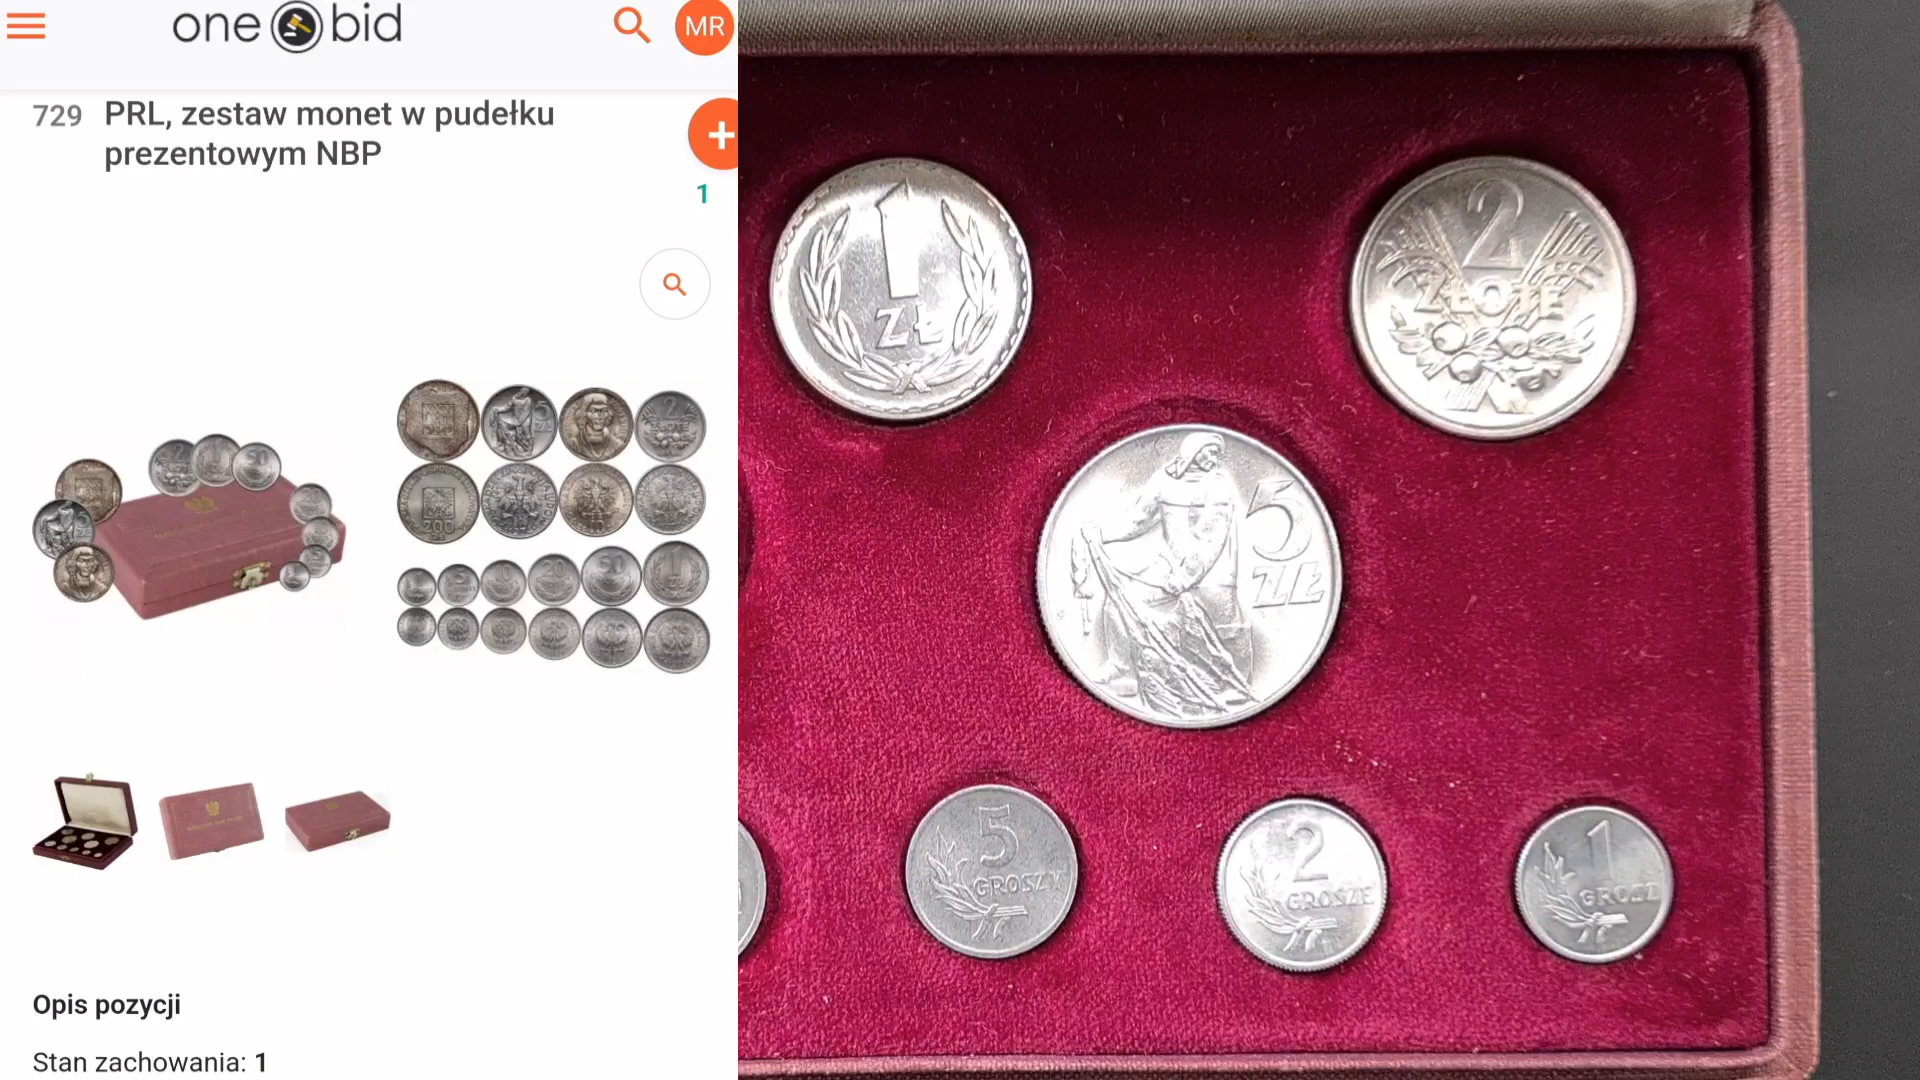 one bid
MR
729 PRL, zestaw monet w pudełku
prezentowym NBP
1
Opis pozycji
Stan zachowania: 1
1
ZŁ
2
ZŁOTE
5
ZŁ
5
GROSZY
2
GROSZE
1
GROSZ